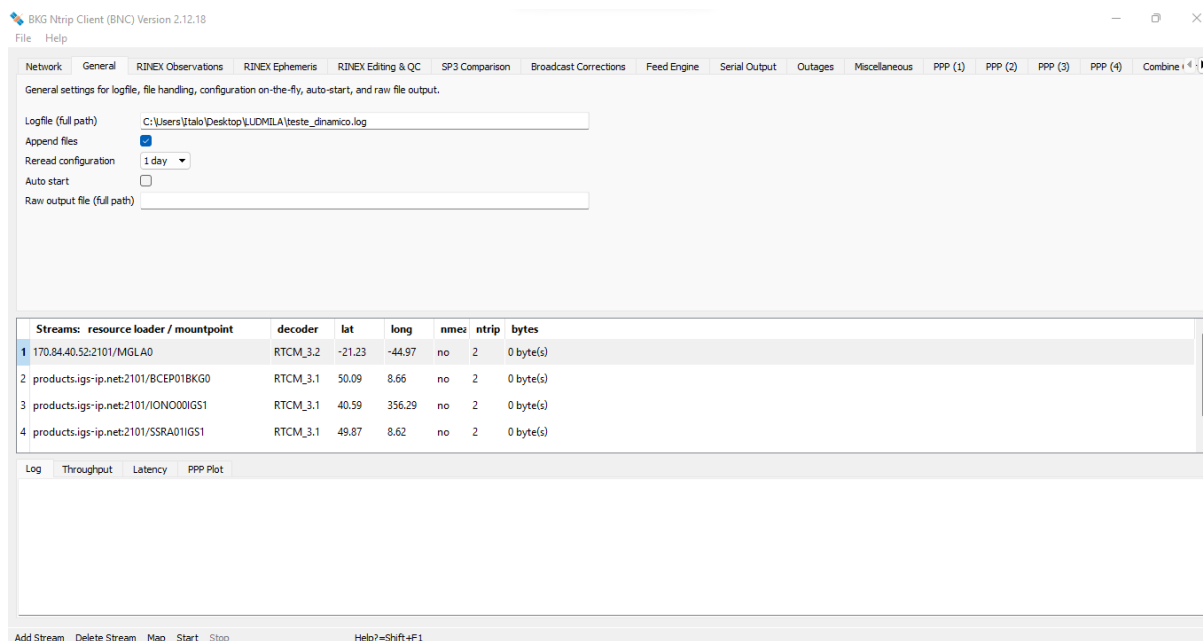 BKG Ntrip Client (BNC) Version 2.12.18
File Help
Network General RINEX Observations RINEX Ephemeris RINEX Editing & QC SP3 Comparison Broadcast Corrections Feed Engine Serial Output Outages Miscellaneous PPP (1) PPP (2) PPP (3) PPP (4) Combine
General settings for logfile, file handling, configuration on-the-fly, auto-start, and raw file output.
Logfile (full path) C:\Users\Italo\Desktop\LUDMILA\teste_dinamico.log
Append files
Reread configuration 1 day
Auto start
Raw output file (full path)
Streams: resource loader / mountpoint decoder lat long nmea ntrip bytes
1 170.84.40.52:2101/MGLA0 RTCM_3.2 -21.23 -44.97 no 2 0 byte(s)
2 products.igs-ip.net:2101/BCEP01BKG0 RTCM_3.1 50.09 8.66 no 2 0 byte(s)
3 products.igs-ip.net:2101/IONO00IGS1 RTCM_3.1 40.59 356.29 no 2 0 byte(s)
4 products.igs-ip.net:2101/SSRA01IGS1 RTCM_3.1 49.87 8.62 no 2 0 byte(s)
Log Throughput Latency PPP Plot
Add Stream Delete Stream Map Start Stop Help?=Shift+F1